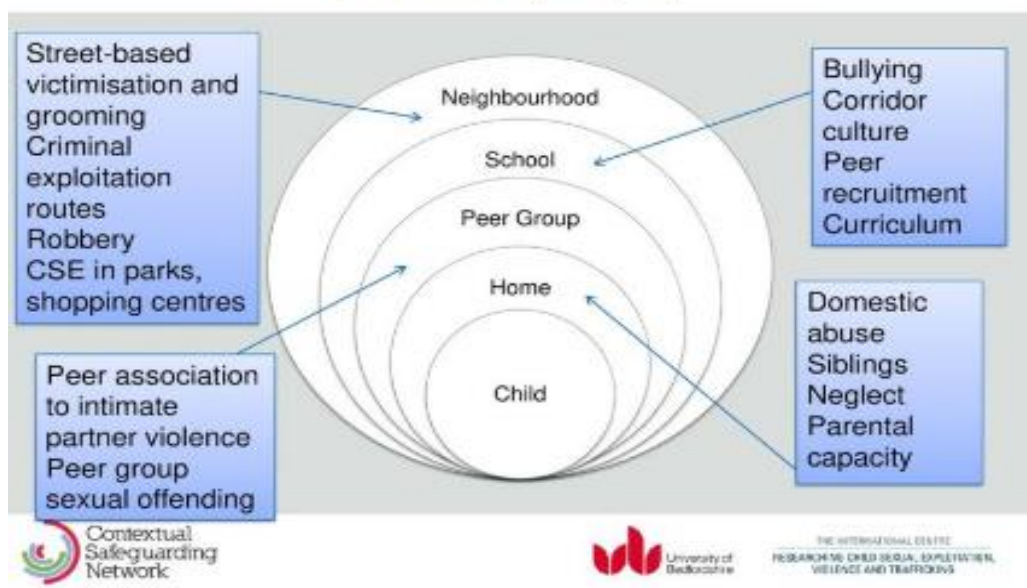 Street-based
victimisation and
grooming
Criminal
exploitation
routes
Robbery
CSE in parks,
shopping centres
Peer association
to intimate
partner violence
Peer group
sexual offending
Neighbourhood
School
Peer Group
Home
Child
Bullying
Corridor
culture
Peer
recruitment
Curriculum
Domestic
abuse
Siblings
Neglect
Parental
capacity
Contextual
Safeguarding
Network
University of
Bedfordshire
THE INTERNATIONAL CENTRE
RESEARCHING CHILD SEXUAL EXPLOITATION,
VIOLENCE AND TRAFFICKING